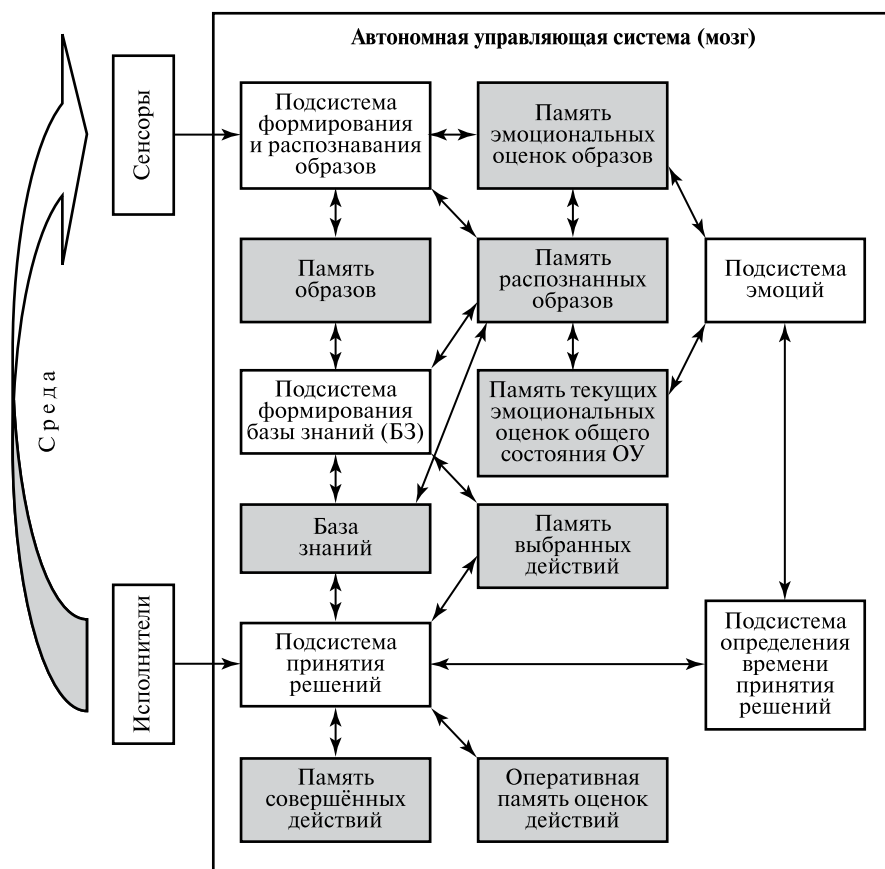 Автономная управляющая система (мозг)
Сенсоры
Подсистема
формирования
и распознавания
образов
Память
эмоциональных
оценок образов
Память
образов
Память
распознанных
образов
Подсистема
эмоций
Среда
Подсистема
формирования
базы знаний (БЗ)
Память текущих
эмоциональных
оценок общего
состояния ОУ
База
знаний
Память
выбранных
действий
Исполнители
Подсистема
принятия
решений
Подсистема
определения
времени
принятия
решений
Память
совершённых
действий
Оперативная
память оценок
действий